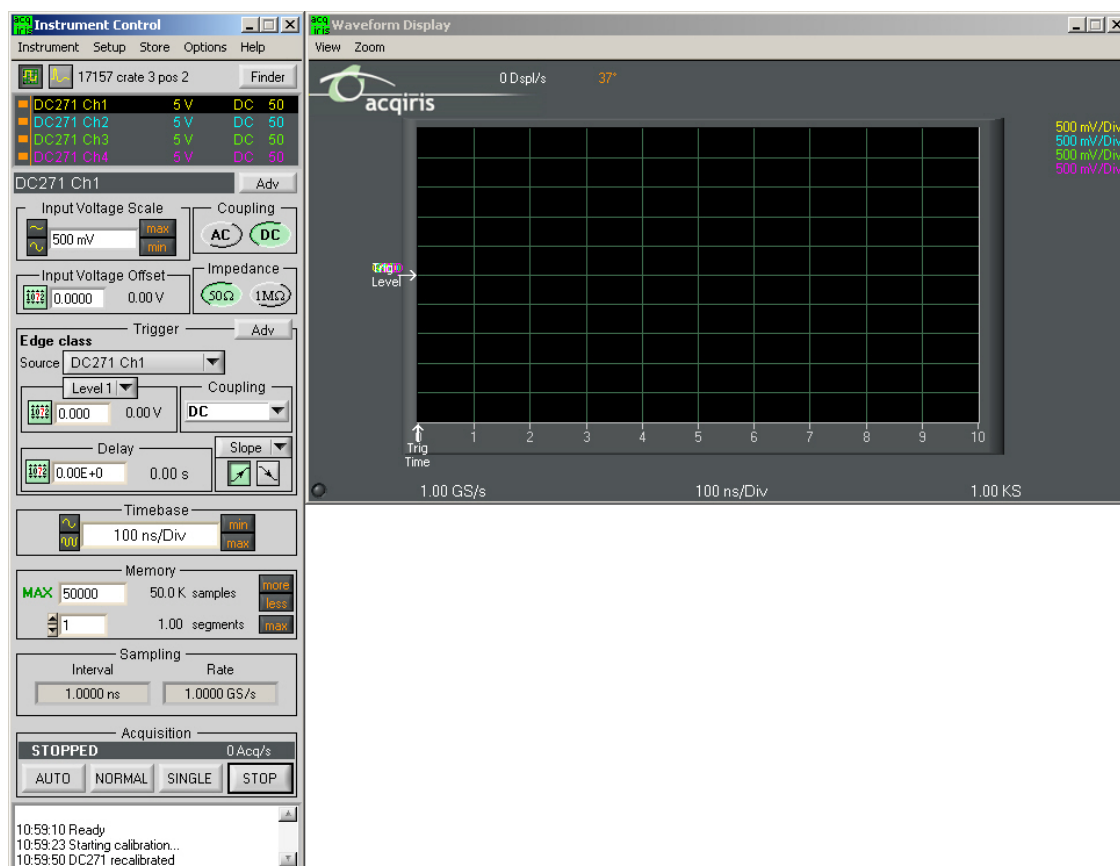 acq iris Instrument Control
Instrument Setup Store Options Help
17157 crate 3 pos 2 Finder
DC271 Ch1 5 V DC 50
DC271 Ch2 5 V DC 50
DC271 Ch3 5 V DC 50
DC271 Ch4 5 V DC 50
DC271 Ch1 Adv
Input Voltage Scale
500 mV max min
Coupling
AC DC
Input Voltage Offset
0.0000 0.00 V
Impedance
50Ω 1MΩ
Trigger Adv
Edge class
Source DC271 Ch1
Level 1
0.000 0.00 V
Coupling
DC
Delay
0.00E+0 0.00 s
Slope
Timebase
100 ns/Div min max
Memory
MAX 50000 50.0 K samples more less
1 1.00 segments max
Sampling
Interval Rate
1.0000 ns 1.0000 GS/s
Acquisition
STOPPED 0 Acq/s
AUTO NORMAL SINGLE STOP
10:59:10 Ready
10:59:23 Starting calibration...
10:59:50 DC271 recalibrated
acq iris Waveform Display
View Zoom
acqiris
0 Dspl/s 37°
500 mV/Div
500 mV/Div
500 mV/Div
500 mV/Div
Trig
Level
1 2 3 4 5 6 7 8 9 10
Trig
Time
1.00 GS/s 100 ns/Div 1.00 KS